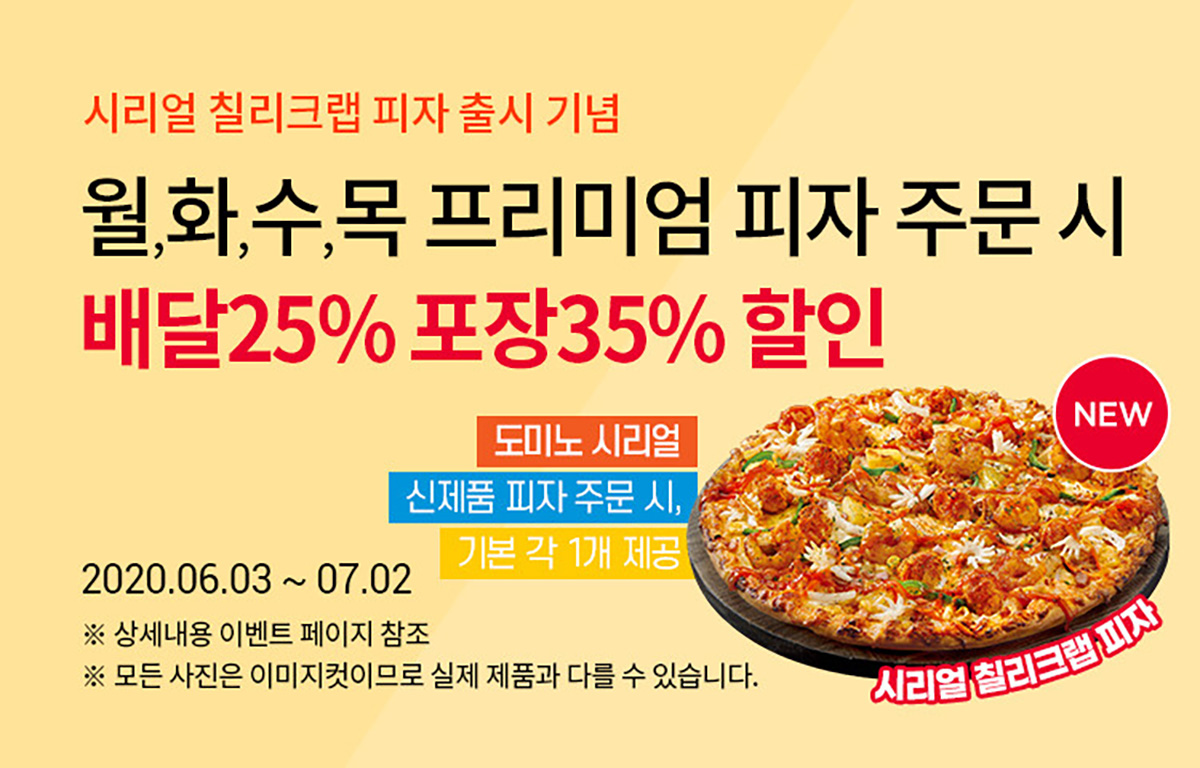 시리얼 칠리크랩 피자 출시 기념
월,화,수,목 프리미엄 피자 주문 시
배달25% 포장35% 할인
NEW
도미노 시리얼
신제품 피자 주문 시,
기본 각 1개 제공
2020.06.03 ~ 07.02
※ 상세내용 이벤트 페이지 참조
※ 모든 사진은 이미지컷이므로 실제 제품과 다를 수 있습니다.
시리얼 칠리크랩 피자